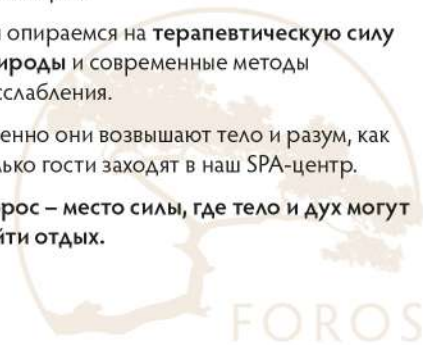 опираемся на терапевтическую силу
ироды и современные методы
сслабления.
енно они возвышают тело и разум, как
лько гости заходят в наш SPA-центр.
рос – место силы, где тело и дух могут
йти отдых.
FOROS